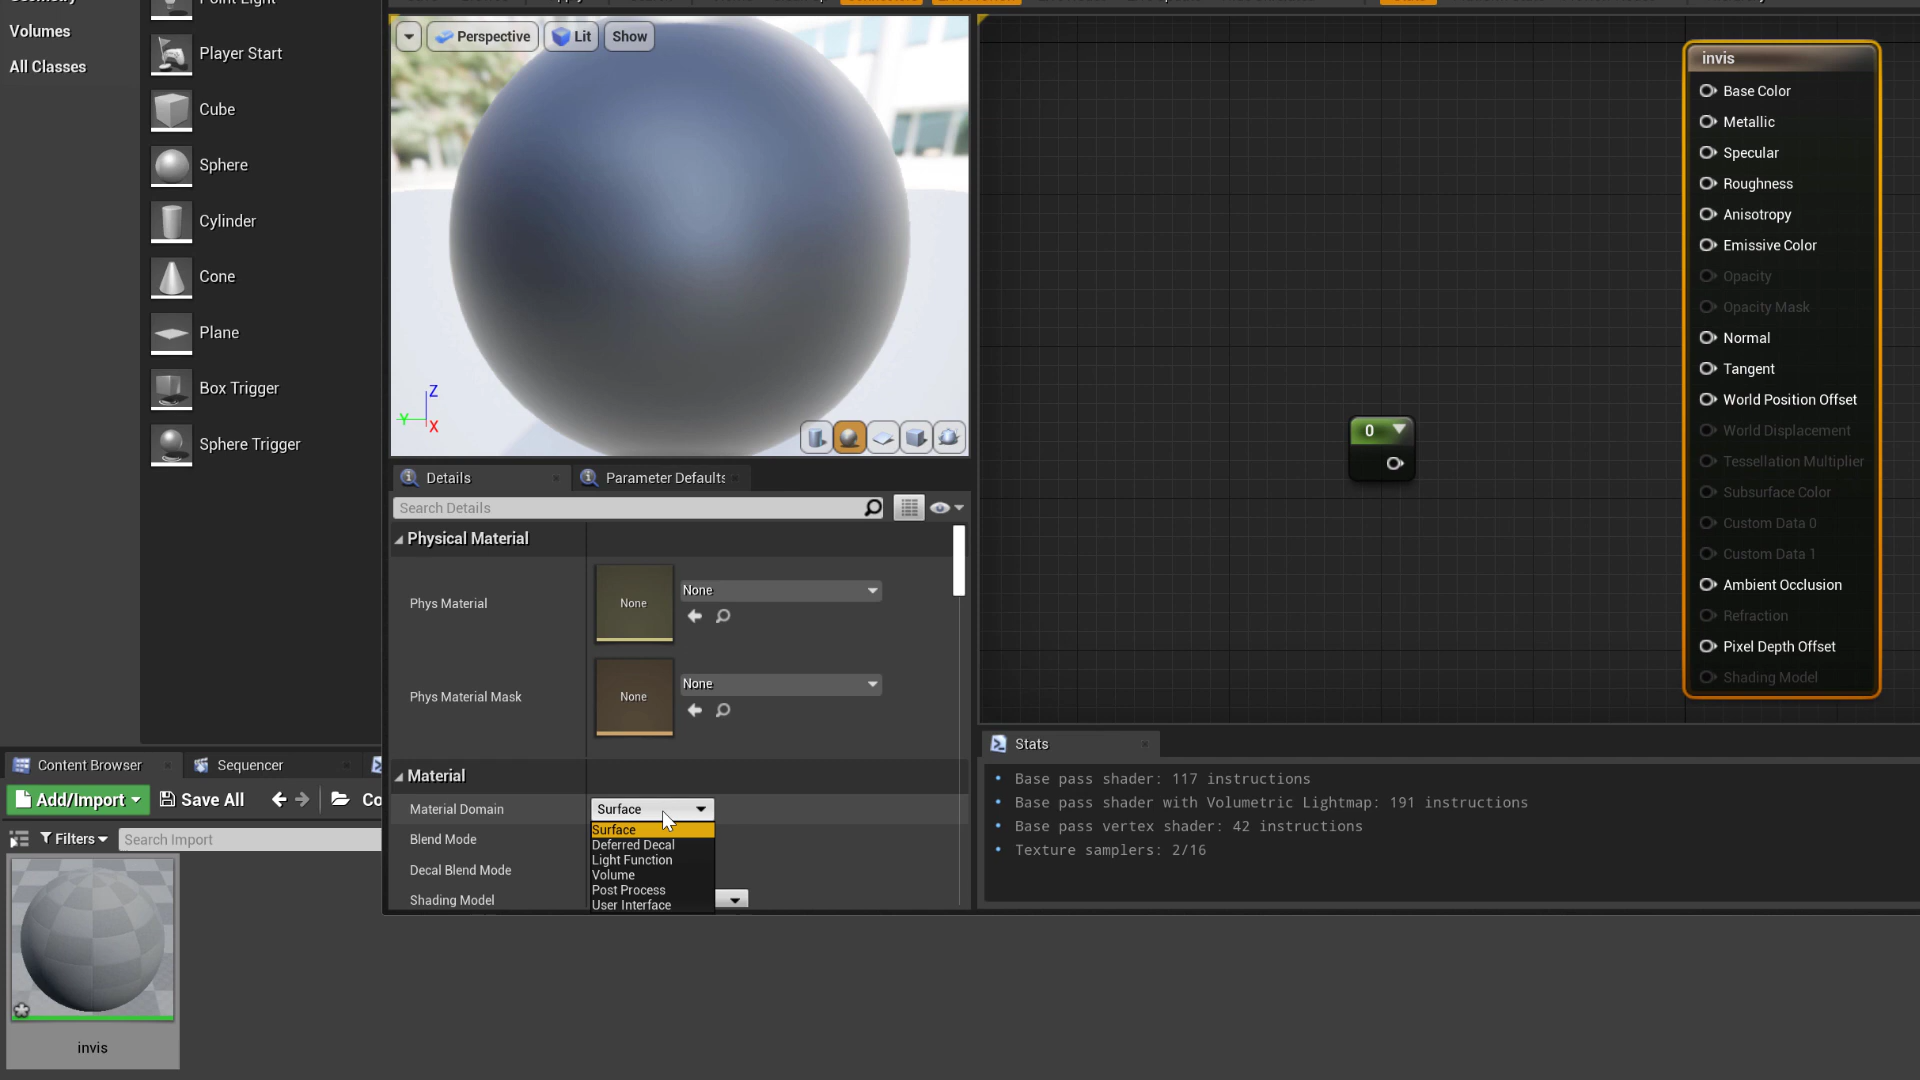 Volumes
All Classes
Point Light
Player Start
Cube
Sphere
Cylinder
Cone
Plane
Box Trigger
Sphere Trigger
Perspective
Lit
Show
Z
Y
X
Details
Parameter Defaults
Search Details
Physical Material
Phys Material
None
None
Phys Material Mask
None
None
Material
Material Domain
Surface
Surface
Deferred Decal
Light Function
Volume
Post Process
User Interface
Blend Mode
Decal Blend Mode
Shading Model
0
invis
Base Color
Metallic
Specular
Roughness
Anisotropy
Emissive Color
Opacity
Opacity Mask
Normal
Tangent
World Position Offset
World Displacement
Tessellation Multiplier
Subsurface Color
Custom Data 0
Custom Data 1
Ambient Occlusion
Refraction
Pixel Depth Offset
Shading Model
Stats
Base pass shader: 117 instructions
Base pass shader with Volumetric Lightmap: 191 instructions
Base pass vertex shader: 42 instructions
Texture samplers: 2/16
Content Browser
Sequencer
Add/Import
Save All
Co
Filters
Search Import
invis